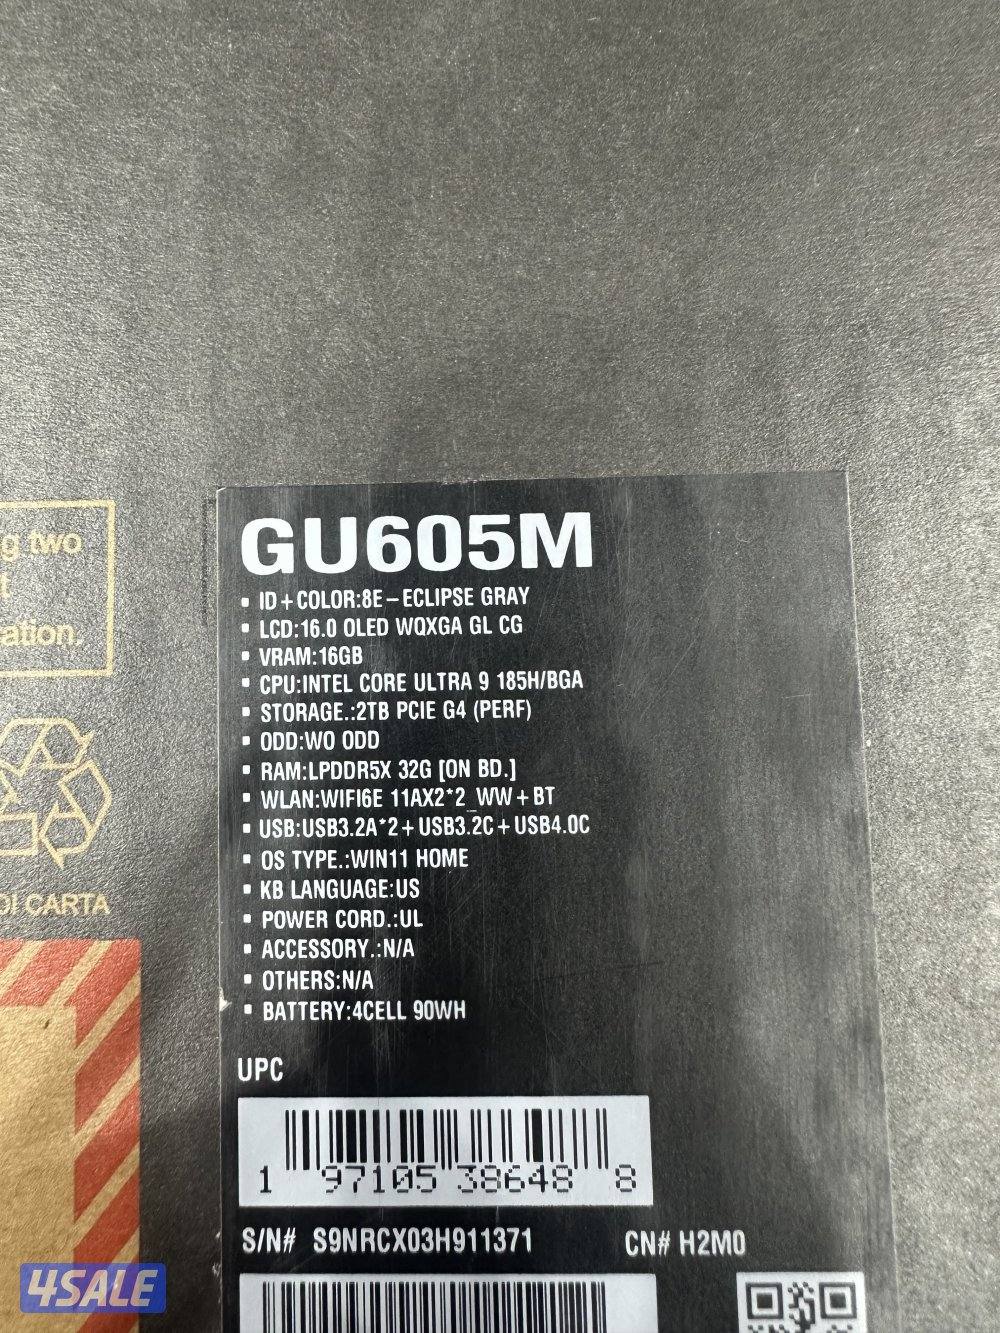 g two
t
ation.
DI CARTA
GU605M
▪ ID+COLOR:8E–ECLIPSE GRAY
▪ LCD:16.0 OLED WQXGA GL CG
▪ VRAM:16GB
▪ CPU:INTEL CORE ULTRA 9 185H/BGA
▪ STORAGE.:2TB PCIE G4 (PERF)
▪ ODD:WO ODD
▪ RAM:LPDDR5X 32G [ON BD.]
▪ WLAN:WIFI6E 11AX2*2_WW+BT
▪ USB:USB3.2A*2+USB3.2C+USB4.0C
▪ OS TYPE.:WIN11 HOME
▪ KB LANGUAGE:US
▪ POWER CORD.:UL
▪ ACCESSORY.:N/A
▪ OTHERS:N/A
▪ BATTERY:4CELL 90WH
UPC
1 97105 38648 8
S/N# S9NRCX03H911371 CN# H2M0
4SALE